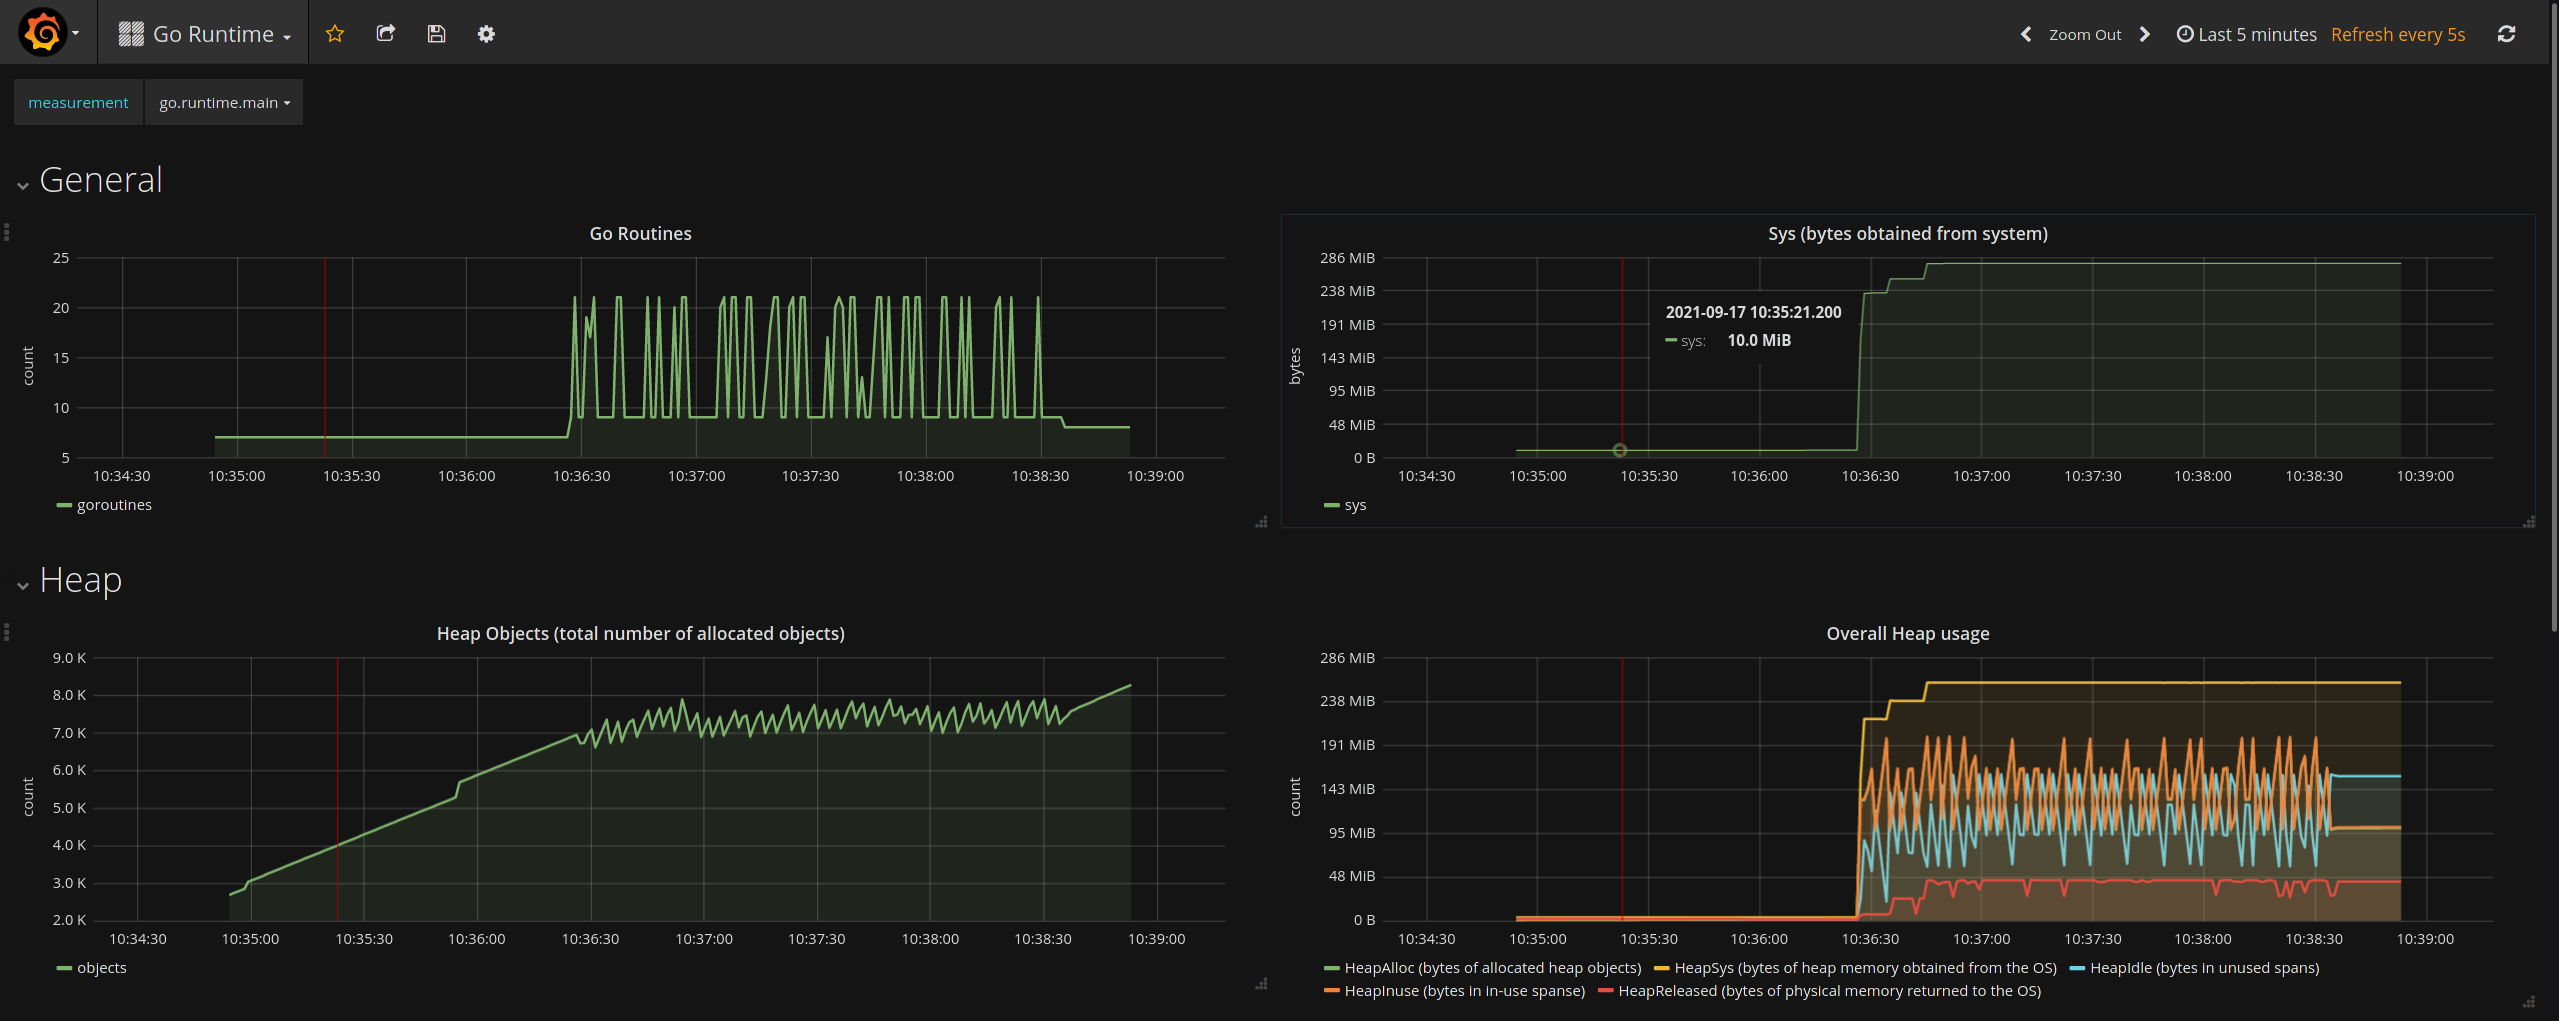 Go Runtime
Zoom Out
Last 5 minutes Refresh every 5s
measurement go.runtime.main
General
Go Routines
25
20
15
10
5
count
10:34:30 10:35:00 10:35:30 10:36:00 10:36:30 10:37:00 10:37:30 10:38:00 10:38:30 10:39:00
goroutines
Sys (bytes obtained from system)
286 MiB
238 MiB
191 MiB
143 MiB
95 MiB
48 MiB
0 B
bytes
2021-09-17 10:35:21.200
sys: 10.0 MiB
10:34:30 10:35:00 10:35:30 10:36:00 10:36:30 10:37:00 10:37:30 10:38:00 10:38:30 10:39:00
sys
Heap
Heap Objects (total number of allocated objects)
9.0 K
8.0 K
7.0 K
6.0 K
5.0 K
4.0 K
3.0 K
2.0 K
count
10:34:30 10:35:00 10:35:30 10:36:00 10:36:30 10:37:00 10:37:30 10:38:00 10:38:30 10:39:00
objects
Overall Heap usage
286 MiB
238 MiB
191 MiB
143 MiB
95 MiB
48 MiB
0 B
count
10:34:30 10:35:00 10:35:30 10:36:00 10:36:30 10:37:00 10:37:30 10:38:00 10:38:30 10:39:00
HeapAlloc (bytes of allocated heap objects) HeapSys (bytes of heap memory obtained from the OS) HeapIdle (bytes in unused spans)
HeapInuse (bytes in in-use spanse) HeapReleased (bytes of physical memory returned to the OS)